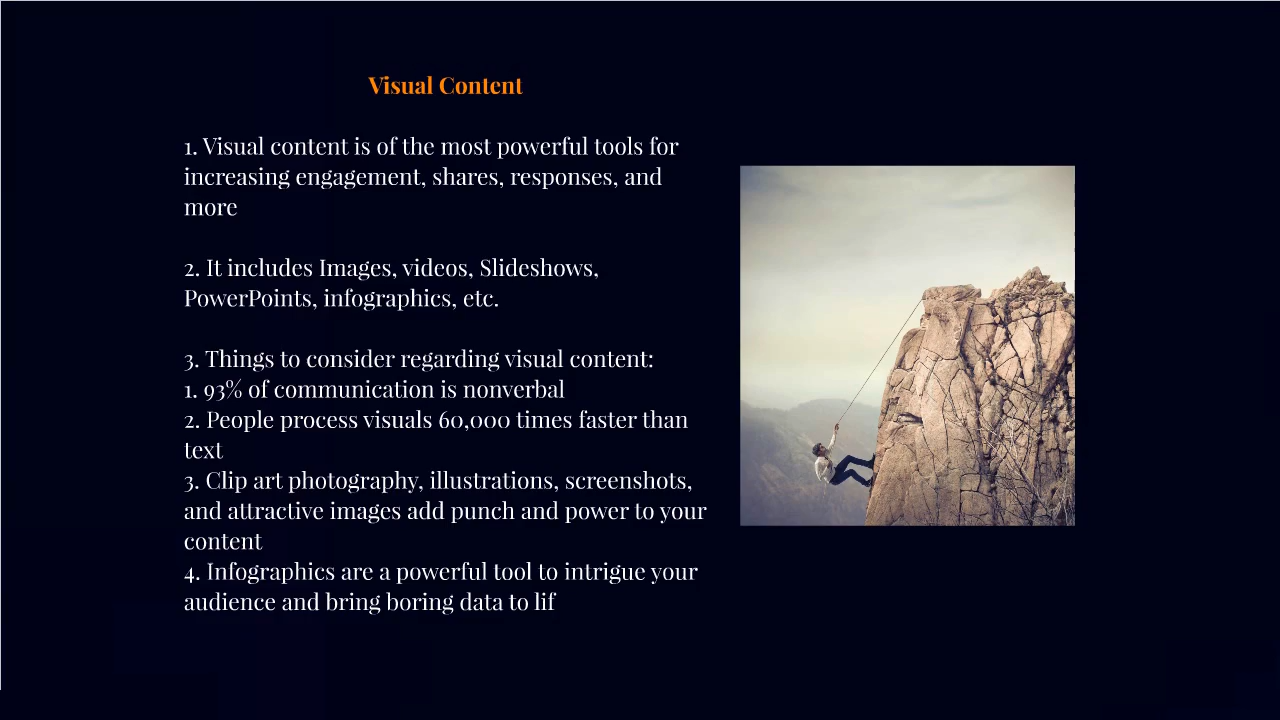 Visual Content
1. Visual content is of the most powerful tools for
increasing engagement, shares, responses, and
more
2. It includes Images, videos, Slideshows,
PowerPoints, infographics, etc.
3. Things to consider regarding visual content:
1. 93% of communication is nonverbal
2. People process visuals 60,000 times faster than
text
3. Clip art photography, illustrations, screenshots,
and attractive images add punch and power to your
content
4. Infographics are a powerful tool to intrigue your
audience and bring boring data to lif